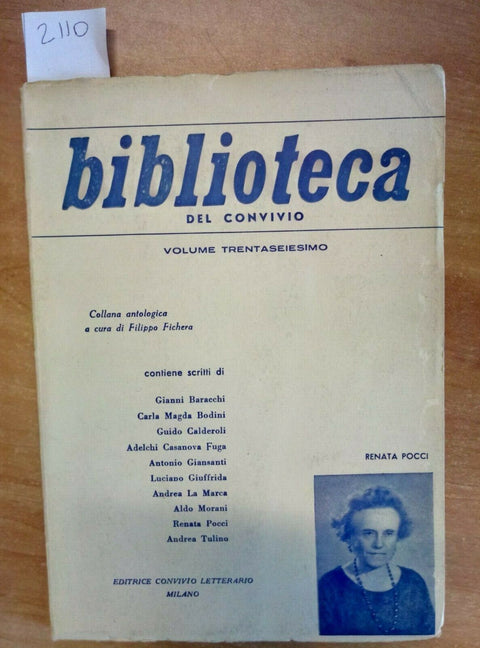 2110
biblioteca
DEL CONVIVIO
VOLUME TRENTASEIESIMO
Collana antologica
a cura di Filippo Fichera
contiene scritti di
Gianni Baracchi
Carla Magda Bodini
Guido Calderoli
Adelchi Casanova Fuga
Antonio Giansanti
Luciano Giuffrida
Andrea La Marca
Aldo Morani
Renata Pocci
Andrea Tulino
RENATA POCCI
EDITRICE CONVIVIO LETTERARIO
MILANO